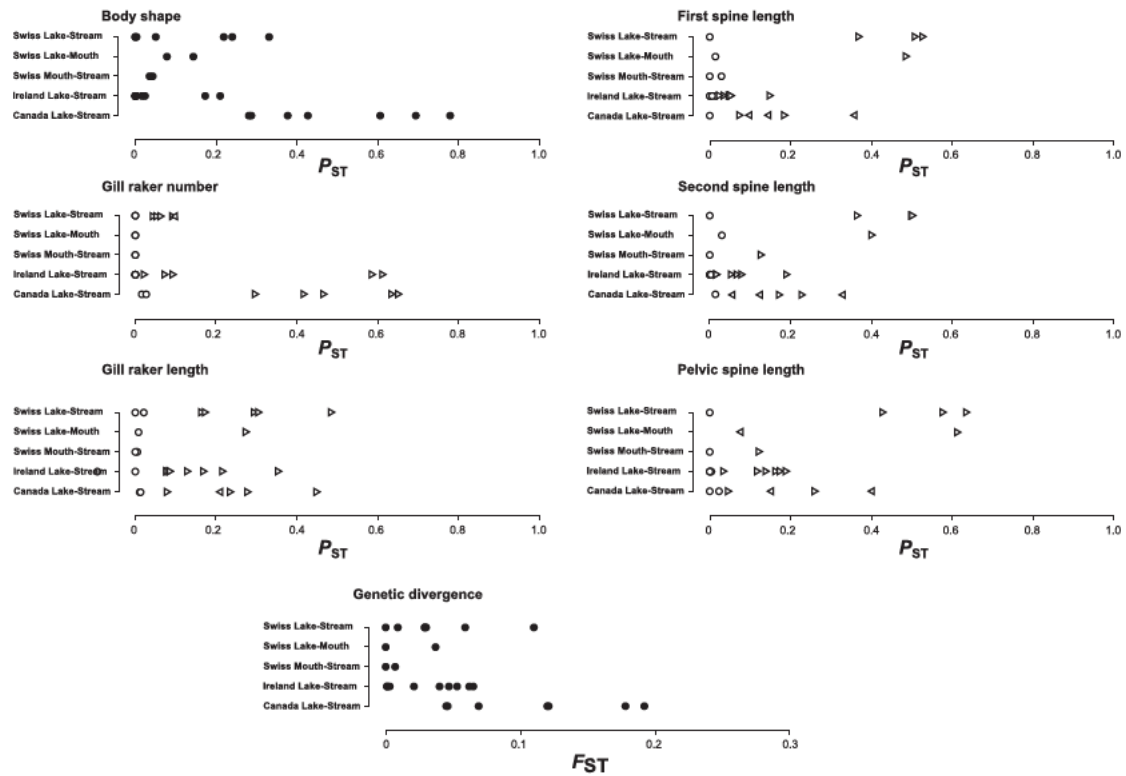 Body shape
Swiss Lake-Stream
Swiss Lake-Mouth
Swiss Mouth-Stream
Ireland Lake-Stream
Canada Lake-Stream
0 0.2 0.4 0.6 0.8 1.0
PST
Gill raker number
Swiss Lake-Stream
Swiss Lake-Mouth
Swiss Mouth-Stream
Ireland Lake-Stream
Canada Lake-Stream
0 0.2 0.4 0.6 0.8 1.0
PST
Gill raker length
Swiss Lake-Stream
Swiss Lake-Mouth
Swiss Mouth-Stream
Ireland Lake-Stream
Canada Lake-Stream
0 0.2 0.4 0.6 0.8 1.0
PST
First spine length
Swiss Lake-Stream
Swiss Lake-Mouth
Swiss Mouth-Stream
Ireland Lake-Stream
Canada Lake-Stream
0 0.2 0.4 0.6 0.8 1.0
PST
Second spine length
Swiss Lake-Stream
Swiss Lake-Mouth
Swiss Mouth-Stream
Ireland Lake-Stream
Canada Lake-Stream
0 0.2 0.4 0.6 0.8 1.0
PST
Pelvic spine length
Swiss Lake-Stream
Swiss Lake-Mouth
Swiss Mouth-Stream
Ireland Lake-Stream
Canada Lake-Stream
0 0.2 0.4 0.6 0.8 1.0
PST
Genetic divergence
Swiss Lake-Stream
Swiss Lake-Mouth
Swiss Mouth-Stream
Ireland Lake-Stream
Canada Lake-Stream
0 0.1 0.2 0.3
FST